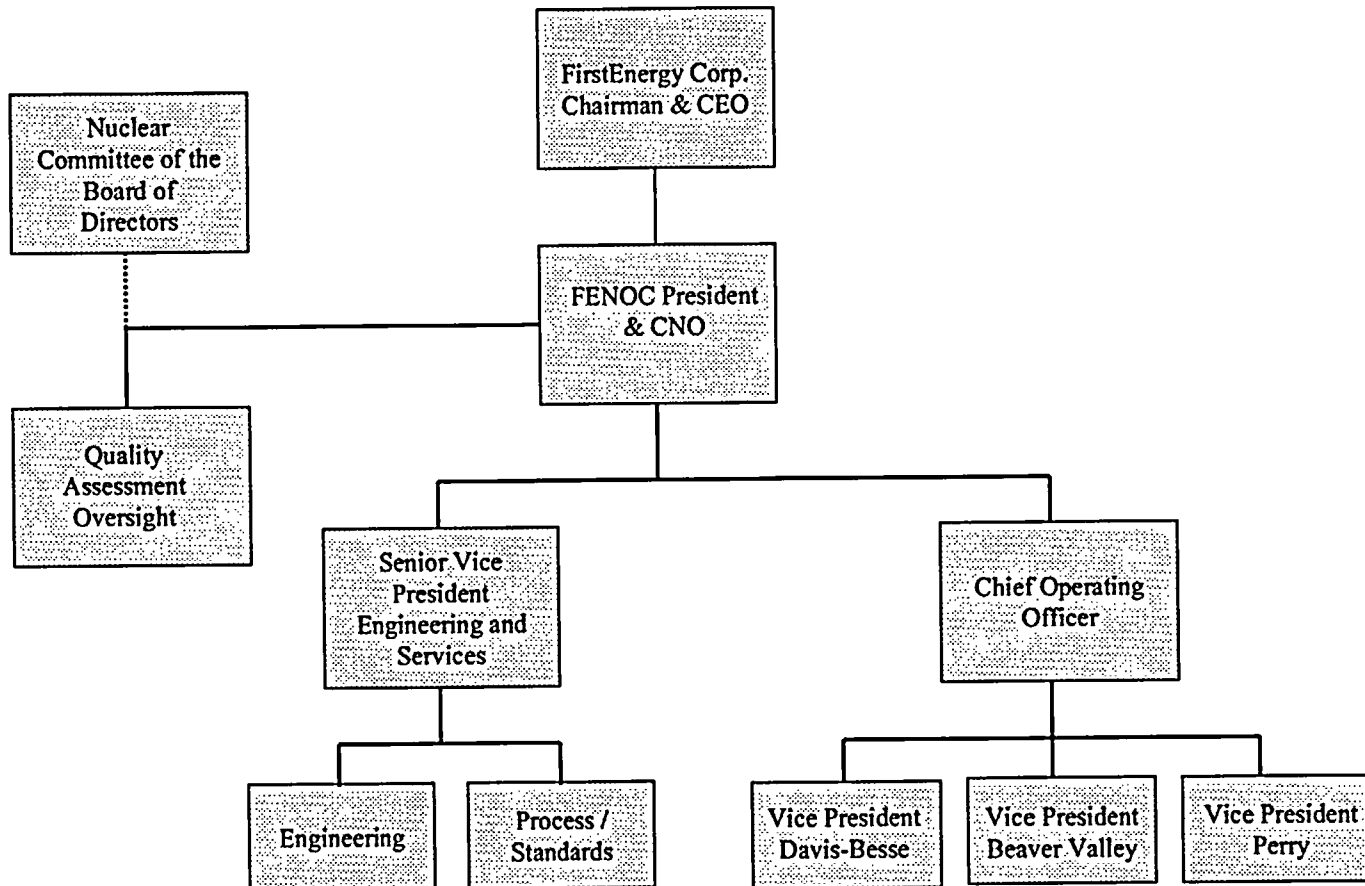 FirstEnergy Corp.
Chairman & CEO
Nuclear
Committee of the
Board of
Directors
FENOC President
& CNO
Quality
Assessment
Oversight
Senior Vice
President
Engineering and
Services
Chief Operating
Officer
Engineering
Process /
Standards
Vice President
Davis-Besse
Vice President
Beaver Valley
Vice President
Perry